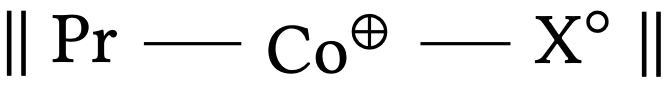 ‖ Pr — Co⊕ — X° ‖